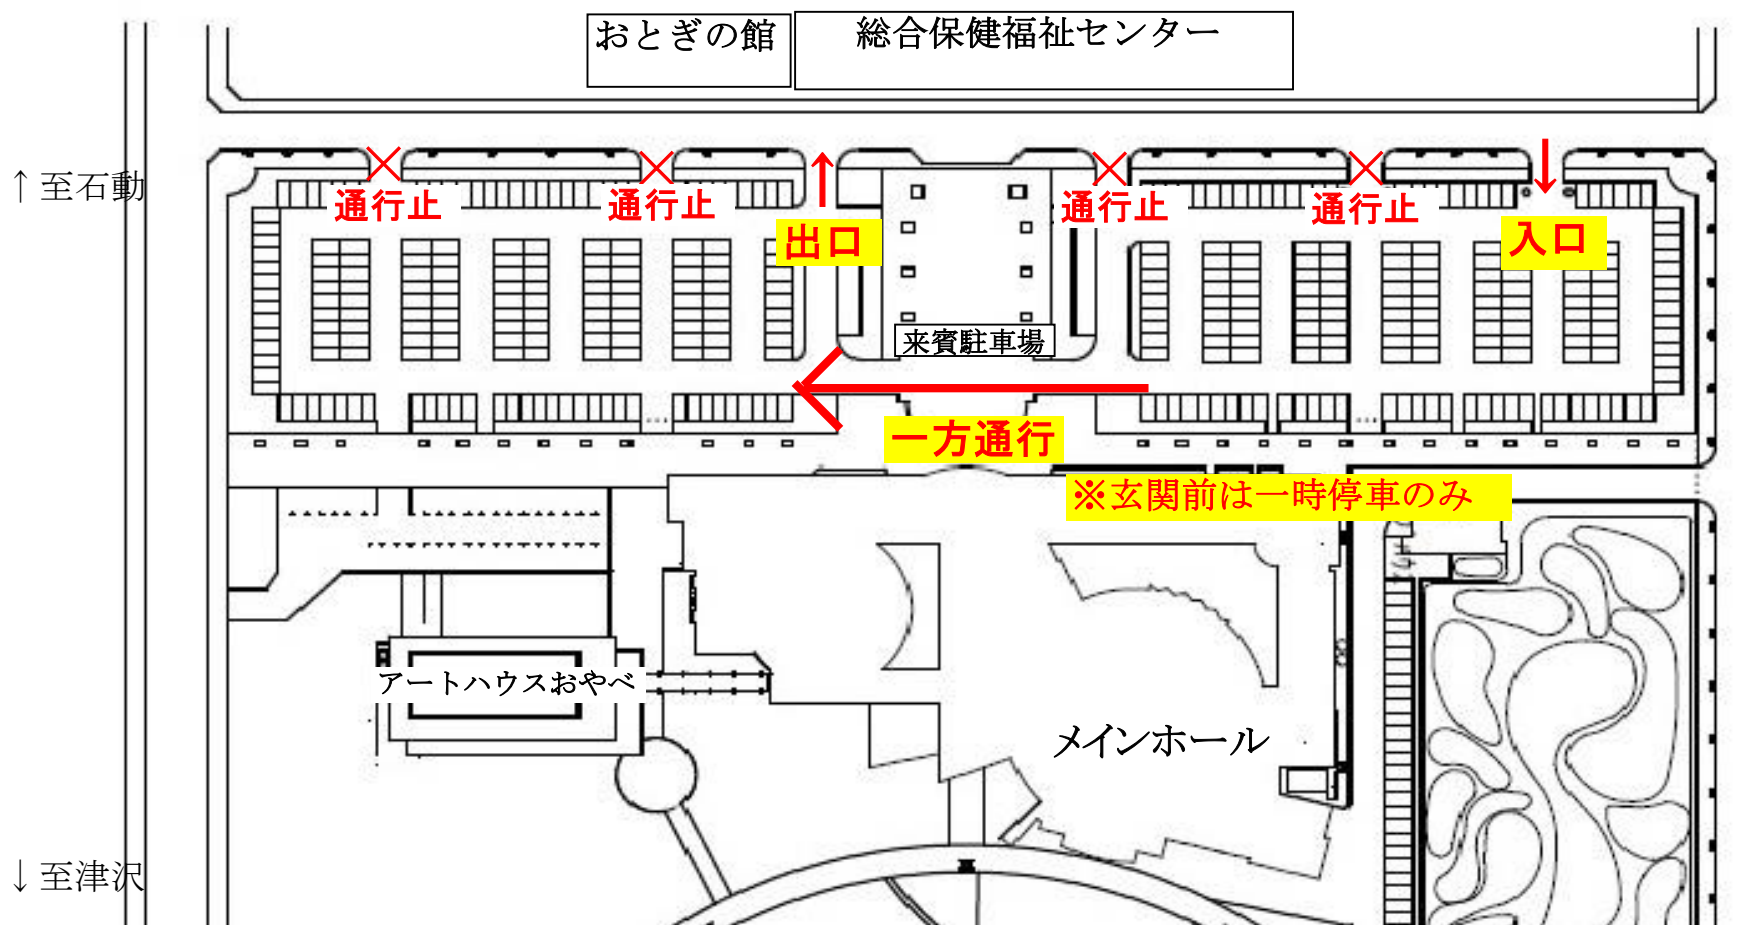 おとぎの館
総合保健福祉センター
↑至石動
通行止
通行止
通行止
通行止
出口
入口
来賓駐車場
一方通行
※玄関前は一時停車のみ
アートハウスおやべ
メインホール
↓至津沢